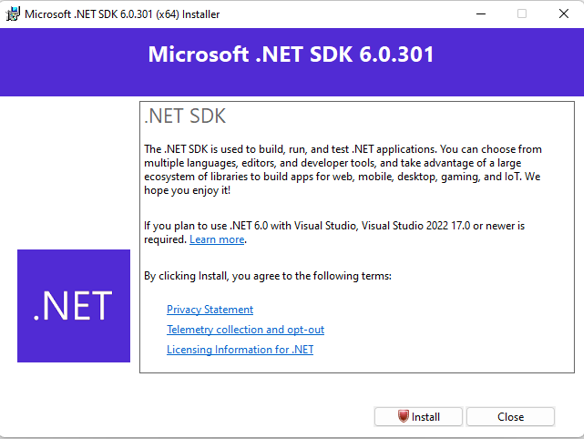 Microsoft .NET SDK 6.0.301 (x64) Installer
Microsoft .NET SDK 6.0.301
.NET SDK
The .NET SDK is used to build, run, and test .NET applications. You can choose from
multiple languages, editors, and developer tools, and take advantage of a large
ecosystem of libraries to build apps for web, mobile, desktop, gaming, and IoT. We
hope you enjoy it!
If you plan to use .NET 6.0 with Visual Studio, Visual Studio 2022 17.0 or newer is
required. Learn more.
By clicking Install, you agree to the following terms:
.NET
Privacy Statement
Telemetry collection and opt-out
Licensing Information for .NET
Install
Close